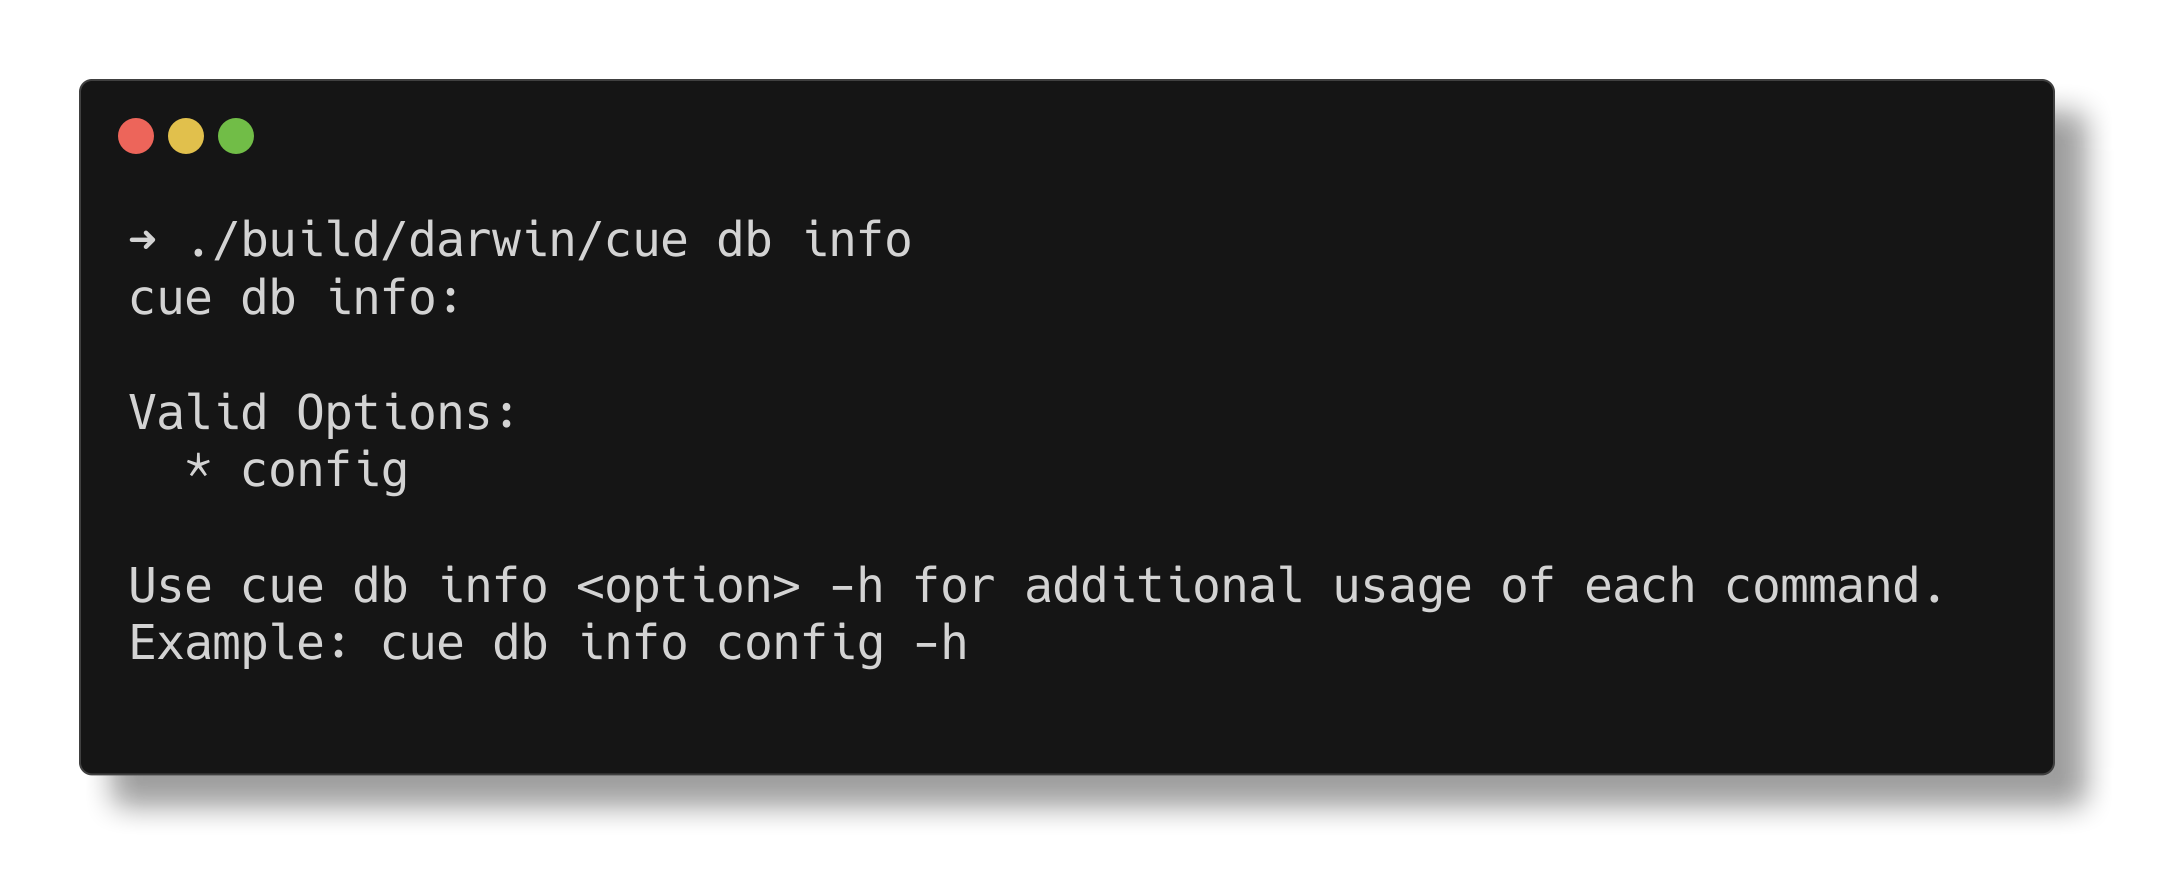 ➜ ./build/darwin/cue db info
cue db info:

Valid Options:
  * config

Use cue db info <option> -h for additional usage of each command.
Example: cue db info config -h